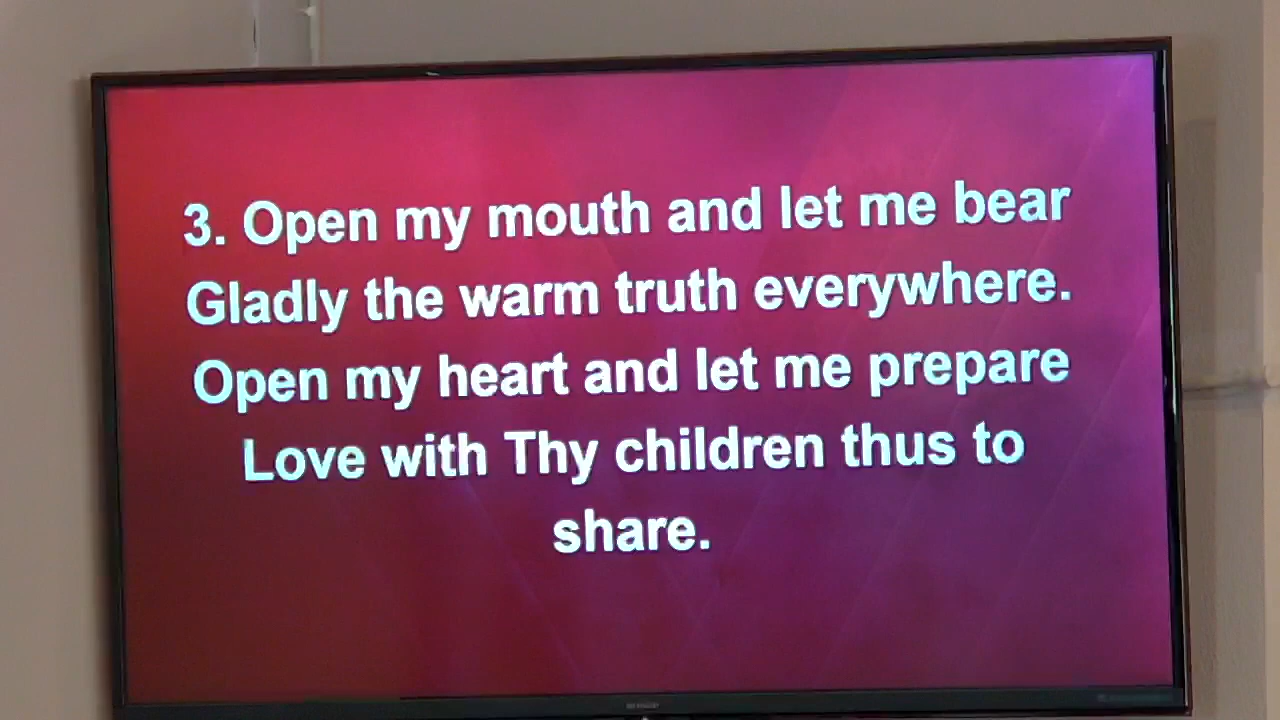 3. Open my mouth and let me bear
Gladly the warm truth everywhere.
Open my heart and let me prepare
Love with Thy children thus to
share.